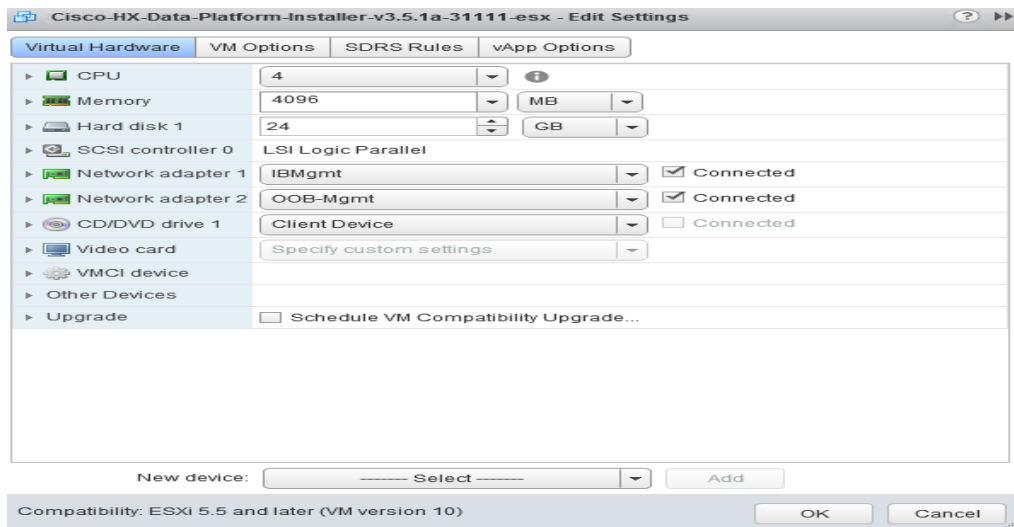 Cisco-HX-Data-Platform-Installer-v3.5.1a-31111-esx - Edit Settings
Virtual Hardware VM Options SDRS Rules vApp Options
CPU 4
Memory 4096 MB
Hard disk 1 24 GB
SCSI controller 0 LSI Logic Parallel
Network adapter 1 IBMgmt Connected
Network adapter 2 OOB-Mgmt Connected
CD/DVD drive 1 Client Device Connected
Video card Specify custom settings
VMCI device
Other Devices
Upgrade Schedule VM Compatibility Upgrade...
New device: ------- Select ------- Add
Compatibility: ESXi 5.5 and later (VM version 10) OK Cancel